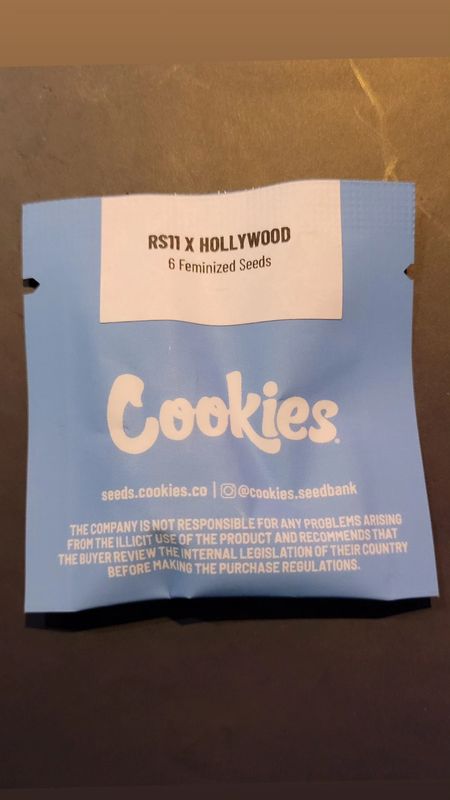 RS11 X HOLLYWOOD
6 Feminized Seeds
Cookies
seeds.cookies.co | @cookies.seedbank
THE COMPANY IS NOT RESPONSIBLE FOR ANY PROBLEMS ARISING
FROM THE ILLICIT USE OF THE PRODUCT AND RECOMMENDS THAT
THE BUYER REVIEW THE INTERNAL LEGISLATION OF THEIR COUNTRY
BEFORE MAKING THE PURCHASE REGULATIONS.